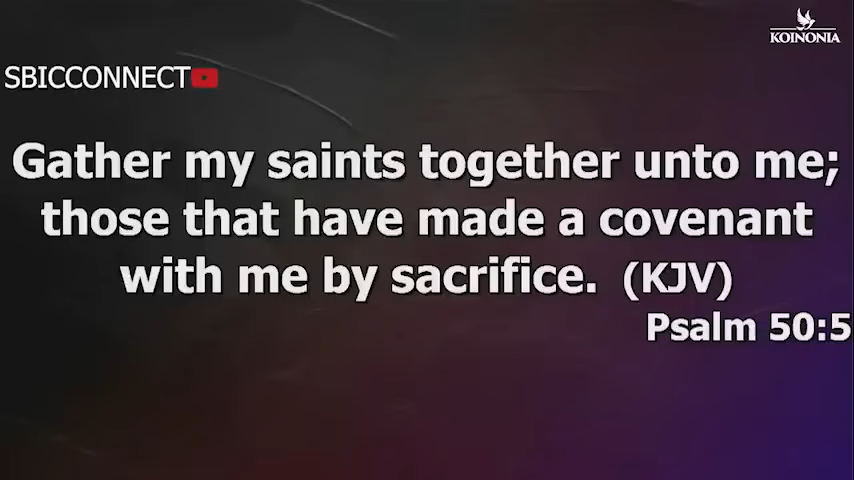 KOINONIA
SBICCONNECT
Gather my saints together unto me;
those that have made a covenant
with me by sacrifice. (KJV)
Psalm 50:5